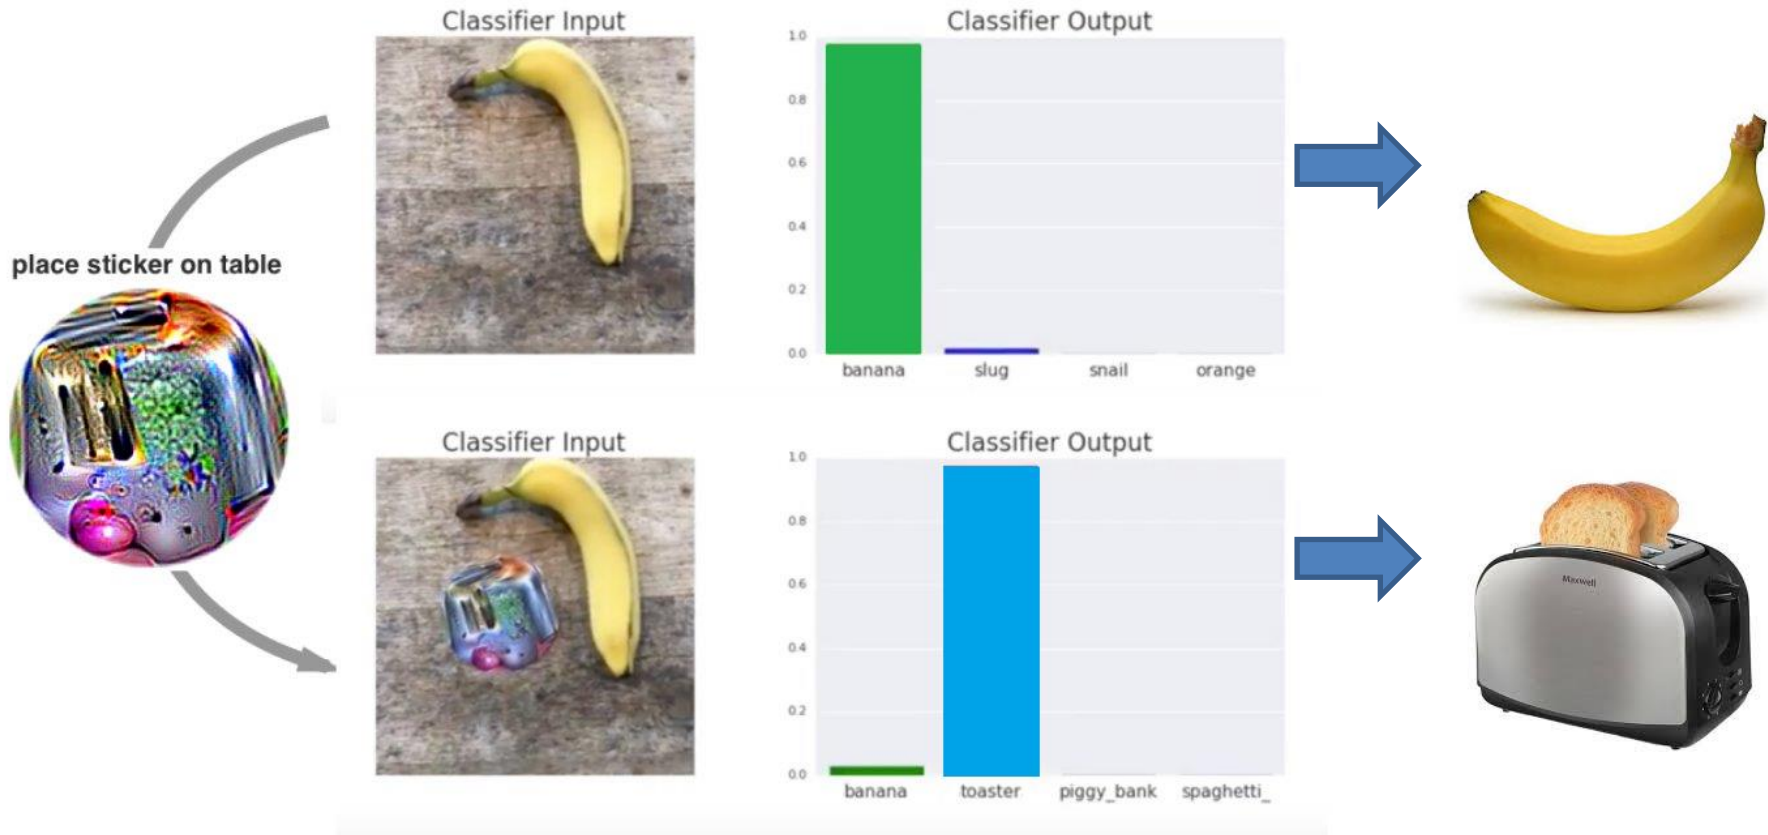 Classifier Input
Classifier Output
1.0
0.8
0.6
0.4
0.2
0.0
banana slug snail orange
place sticker on table
Classifier Input
Classifier Output
1.0
0.8
0.6
0.4
0.2
0.0
banana toaster piggy_bank spaghetti_
Maxwell